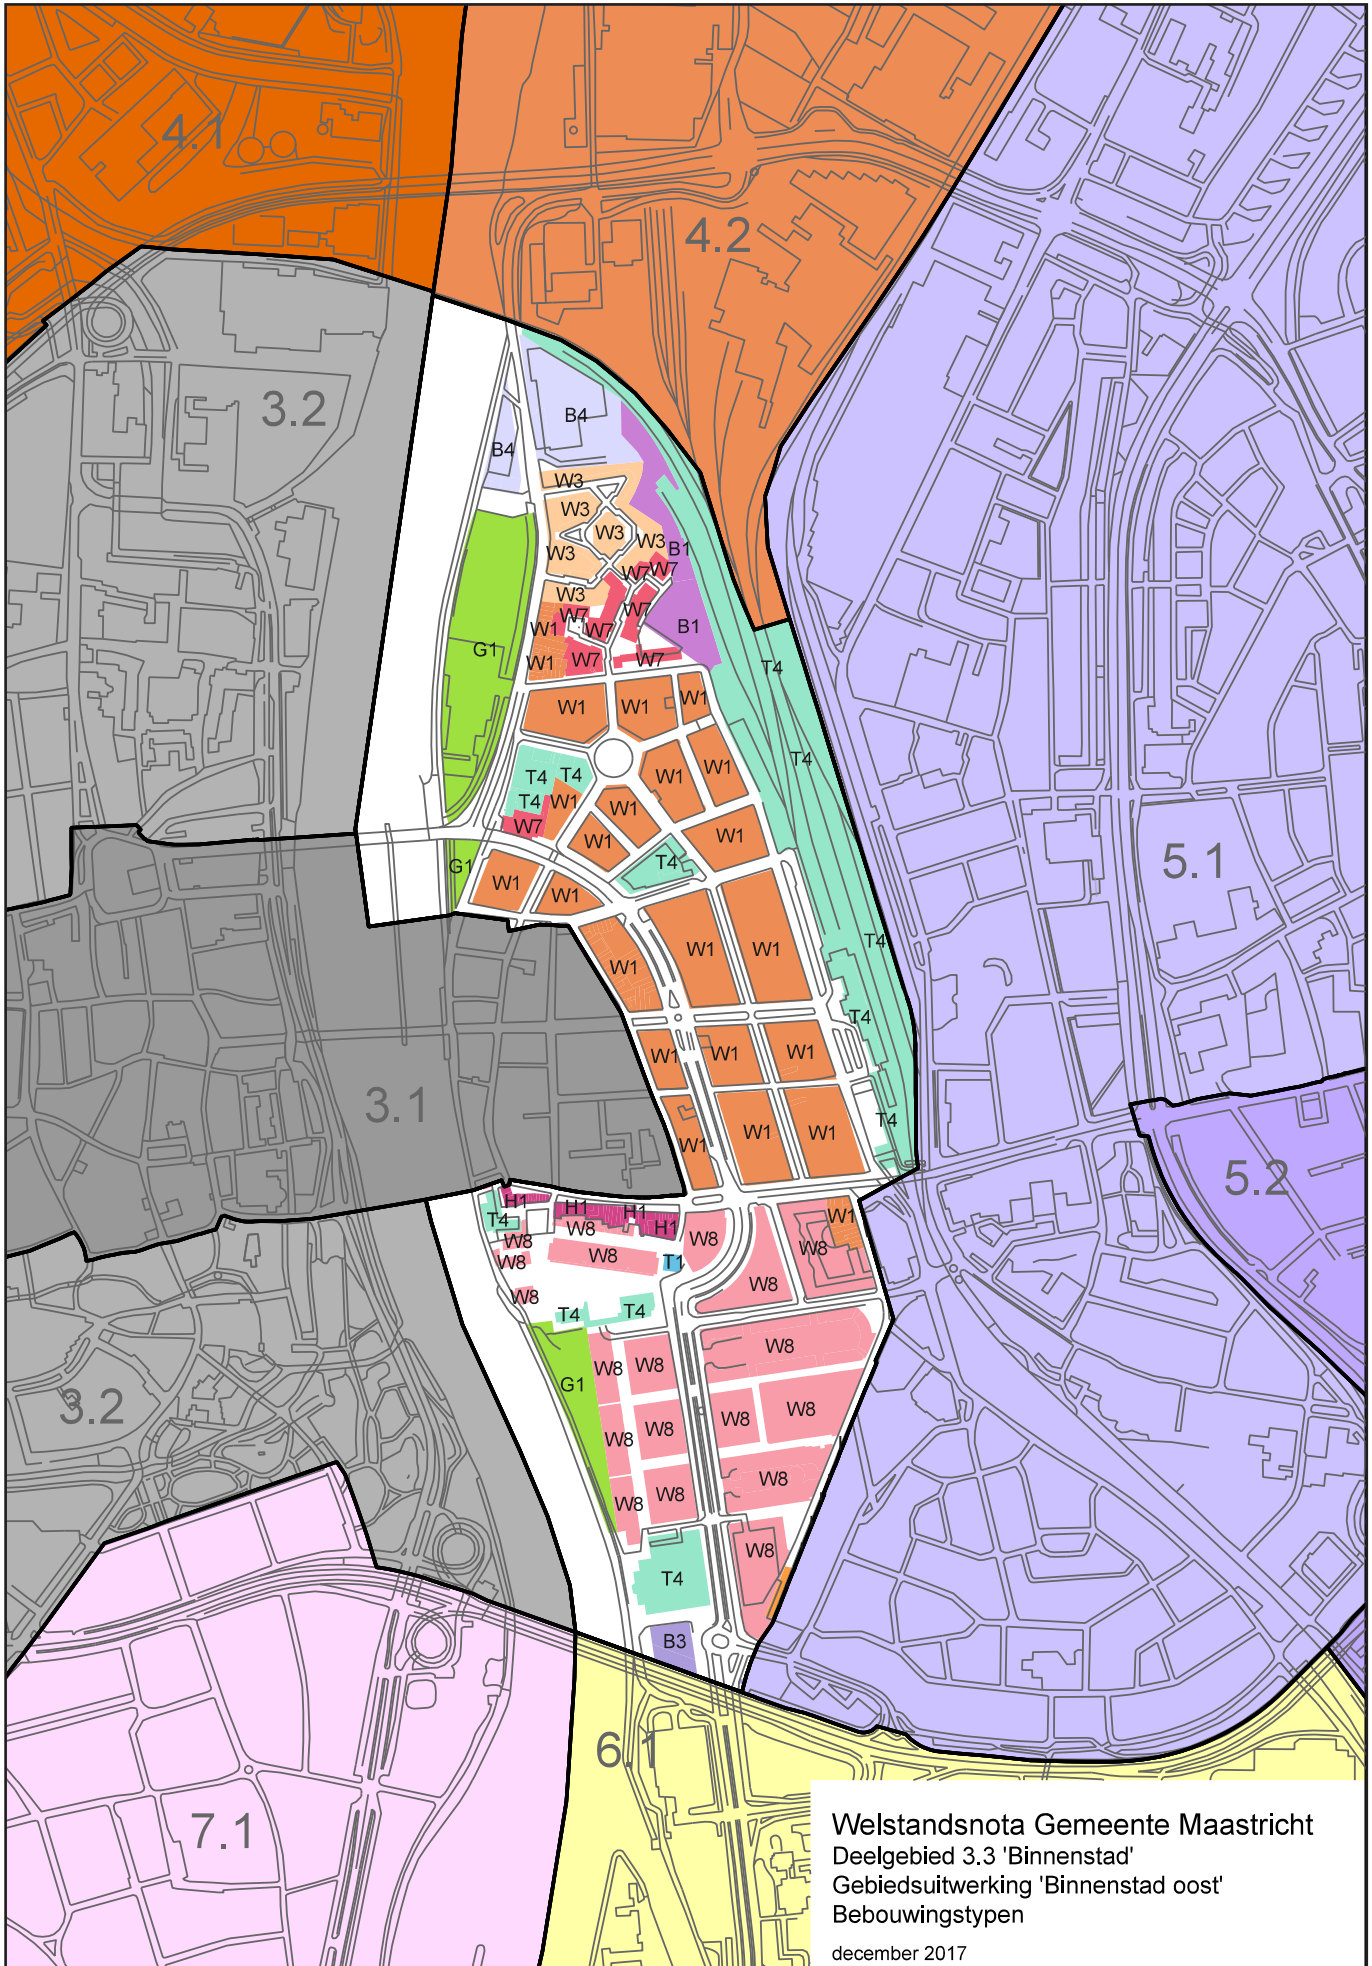 4.1
4.2
3.2
B4
B4
W3
W3
W3
W3
W3
B1
W7
W7
W3
W7
W7
W1
W7
B1
G1
W1
W7
W7
T4
W1
W1
W1
T4
T4
T4
W1
W1
W1
T4
W1
W1
W7
W1
W1
T4
5.1
G1
W1
W1
T4
W1
W1
W1
T4
W1
W1
W1
3.1
T4
W1
W1
W1
5.2
H1
H1
H1
H1
T4
W8
W8
W1
W8
W8
W8
W8
T1
W8
W8
T4
T4
W8
W8
W8
G1
3.2
W8
W8
W8
W8
W8
W8
W8
W8
T4
B3
6.1
7.1
Welstandsnota Gemeente Maastricht
Deelgebied 3.3 'Binnenstad'
Gebiedsuitwerking 'Binnenstad oost'
Bebouwingstypen
december 2017